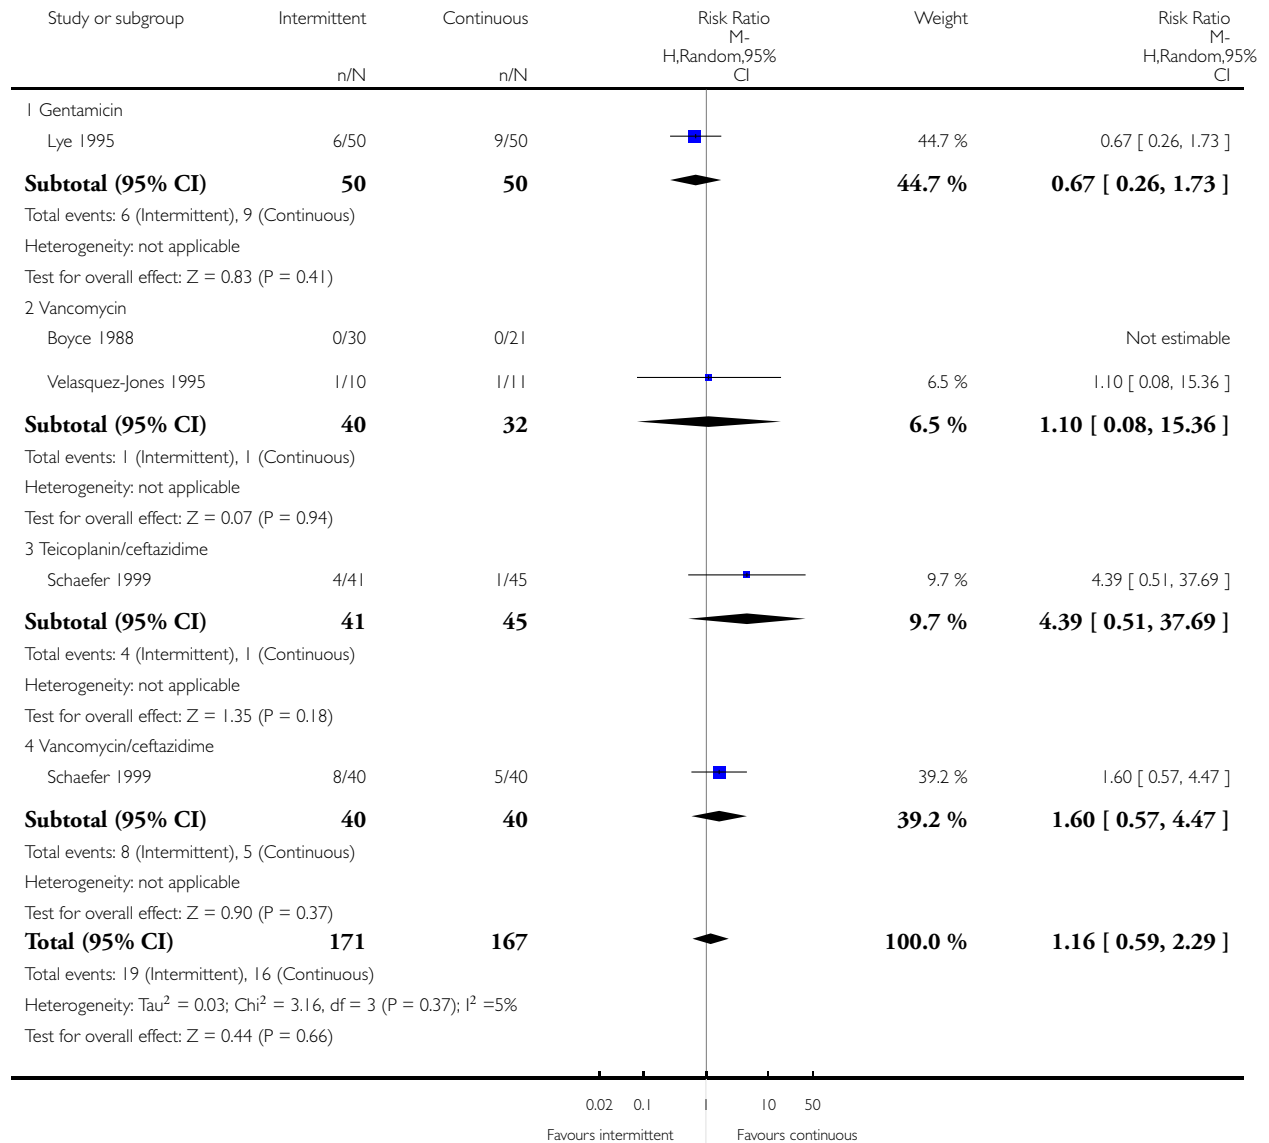 Study or subgroup Intermittent Continuous Risk Ratio Weight Risk Ratio
M- M-
H,Random,95% H,Random,95%
n/N n/N CI CI
1 Gentamicin
Lye 1995 6/50 9/50 44.7 % 0.67 [ 0.26, 1.73 ]
Subtotal (95% CI) 50 50 44.7 % 0.67 [ 0.26, 1.73 ]
Total events: 6 (Intermittent), 9 (Continuous)
Heterogeneity: not applicable
Test for overall effect: Z = 0.83 (P = 0.41)
2 Vancomycin
Boyce 1988 0/30 0/21 Not estimable
Velasquez-Jones 1995 1/10 1/11 6.5 % 1.10 [ 0.08, 15.36 ]
Subtotal (95% CI) 40 32 6.5 % 1.10 [ 0.08, 15.36 ]
Total events: 1 (Intermittent), 1 (Continuous)
Heterogeneity: not applicable
Test for overall effect: Z = 0.07 (P = 0.94)
3 Teicoplanin/ceftazidime
Schaefer 1999 4/41 1/45 9.7 % 4.39 [ 0.51, 37.69 ]
Subtotal (95% CI) 41 45 9.7 % 4.39 [ 0.51, 37.69 ]
Total events: 4 (Intermittent), 1 (Continuous)
Heterogeneity: not applicable
Test for overall effect: Z = 1.35 (P = 0.18)
4 Vancomycin/ceftazidime
Schaefer 1999 8/40 5/40 39.2 % 1.60 [ 0.57, 4.47 ]
Subtotal (95% CI) 40 40 39.2 % 1.60 [ 0.57, 4.47 ]
Total events: 8 (Intermittent), 5 (Continuous)
Heterogeneity: not applicable
Test for overall effect: Z = 0.90 (P = 0.37)
Total (95% CI) 171 167 100.0 % 1.16 [ 0.59, 2.29 ]
Total events: 19 (Intermittent), 16 (Continuous)
Heterogeneity: Tau² = 0.03; Chi² = 3.16, df = 3 (P = 0.37); I² =5%
Test for overall effect: Z = 0.44 (P = 0.66)
0.02 0.1 1 10 50
Favours intermittent Favours continuous